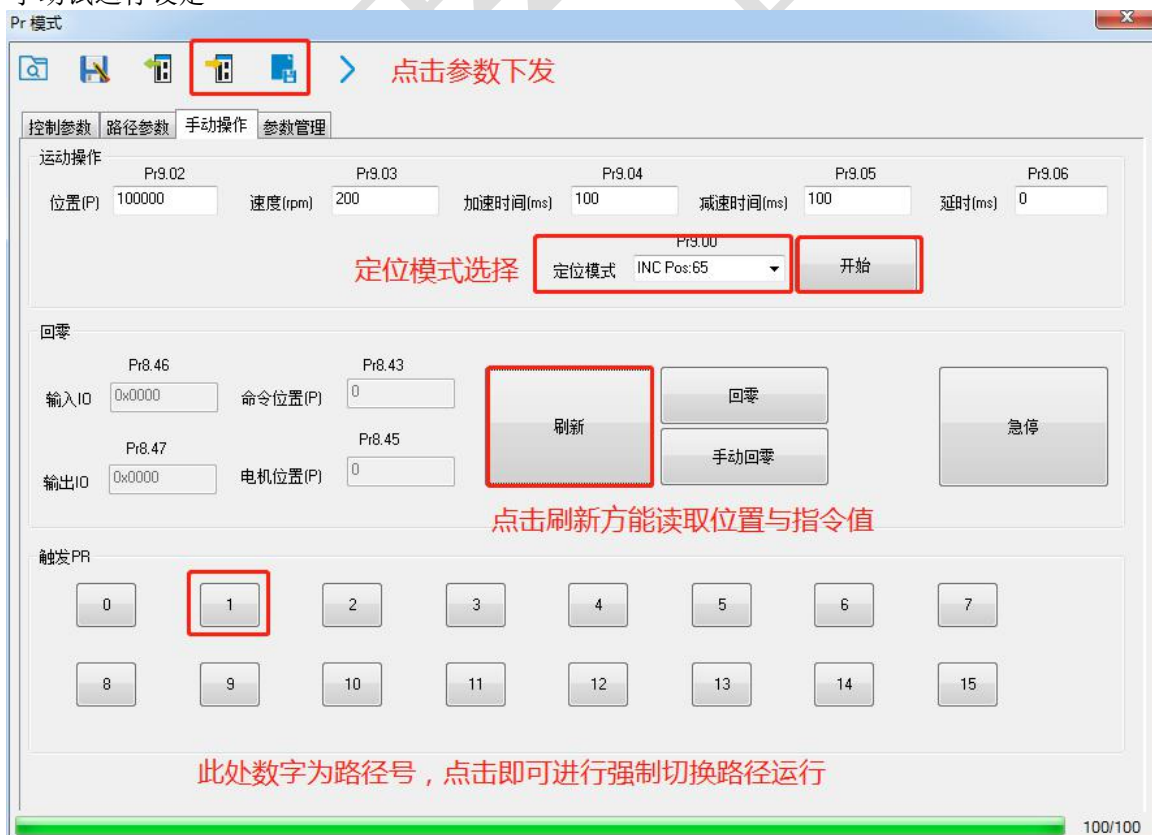 手动试运行设定
Pr 模式
点击参数下发
控制参数 路径参数 手动操作 参数管理
运动操作
Pr9.02 Pr9.03 Pr9.04 Pr9.05 Pr9.06
位置(P) 100000 速度(rpm) 200 加速时间(ms) 100 减速时间(ms) 100 延时(ms) 0
Pr9.00
定位模式选择 定位模式 INC Pos:65 开始
回零
Pr8.46 Pr8.43
输入IO 0x0000 命令位置(P) 0
刷新 回零 急停
Pr8.47 Pr8.45
手动回零
输出IO 0x0000 电机位置(P) 0
点击刷新方能读取位置与指令值
触发PR
0 1 2 3 4 5 6 7
8 9 10 11 12 13 14 15
此处数字为路径号，点击即可进行强制切换路径运行
100/100